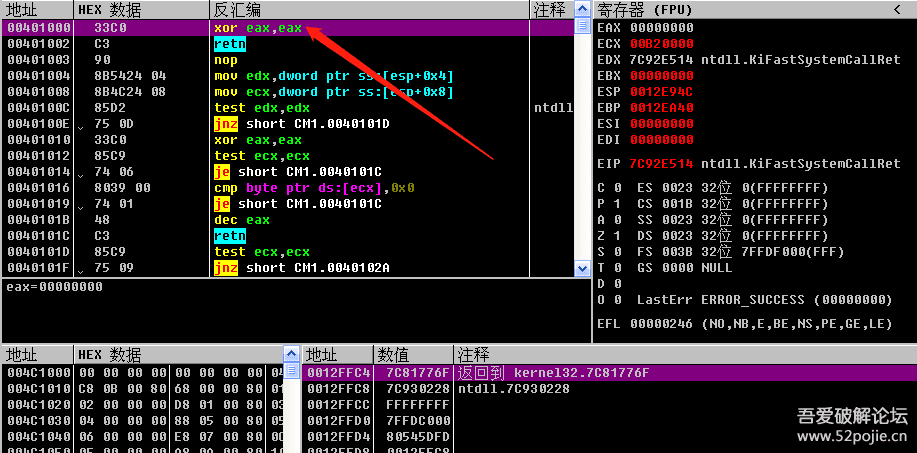 地址 HEX 数据 反汇编 注释
00401000 33C0 xor eax,eax
00401002 C3 retn
00401003 90 nop
00401004 8B5424 04 mov edx,dword ptr ss:[esp+0x4]
00401008 8B4C24 08 mov ecx,dword ptr ss:[esp+0x8]
0040100C 85D2 test edx,edx ntdll
0040100E 75 0D jnz short CM1.0040101D
00401010 33C0 xor eax,eax
00401012 85C9 test ecx,ecx
00401014 74 06 je short CM1.0040101C
00401016 8039 00 cmp byte ptr ds:[ecx],0x0
00401019 74 01 je short CM1.0040101C
0040101B 48 dec eax
0040101C C3 retn
0040101D 85C9 test ecx,ecx
0040101F 75 09 jnz short CM1.0040102A
eax=00000000
寄存器 (FPU) <
EAX 00000000
ECX 00B20000
EDX 7C92E514 ntdll.KiFastSystemCallRet
EBX 00000000
ESP 0012E94C
EBP 0012EA40
ESI 00000000
EDI 00000000
EIP 7C92E514 ntdll.KiFastSystemCallRet
C 0 ES 0023 32位 0(FFFFFFFF)
P 1 CS 001B 32位 0(FFFFFFFF)
A 0 SS 0023 32位 0(FFFFFFFF)
Z 1 DS 0023 32位 0(FFFFFFFF)
S 0 FS 003B 32位 7FFDF000(FFF)
T 0 GS 0000 NULL
D 0
O 0 LastErr ERROR_SUCCESS (00000000)
EFL 00000246 (NO,NB,E,BE,NS,PE,GE,LE)
地址 HEX 数据
004C1000 00 00 00 00 00 00 00 00
004C1010 C8 0B 00 80 68 00 00 80
004C1020 02 00 00 00 D8 01 00 80
004C1030 04 00 00 00 88 05 00 80
004C1040 06 00 00 00 E8 07 00 80
地址 数值 注释
0012FFC4 7C81776F 返回到 kernel32.7C81776F
0012FFC8 7C930228 ntdll.7C930228
0012FFCC FFFFFFFF
0012FFD0 7FFDC000
0012FFD4 80545DFD
吾爱破解论坛
www.52pojie.cn